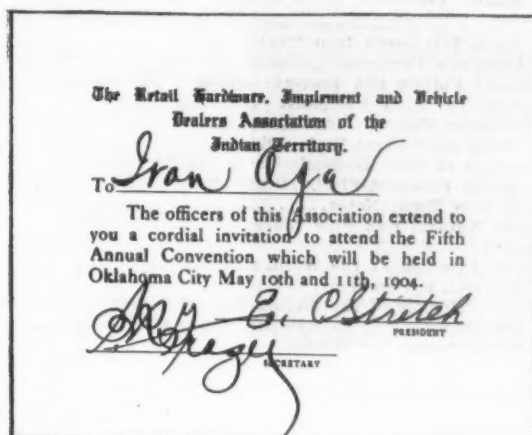 The Retail Hardware, Implement and Vehicle
Dealers Association of the
Indian Territory.
To Ivan Oga
The officers of this Association extend to
you a cordial invitation to attend the Fifth
Annual Convention which will be held in
Oklahoma City May 10th and 11th, 1904.
E. C Stretch
PRESIDENT
SECRETARY